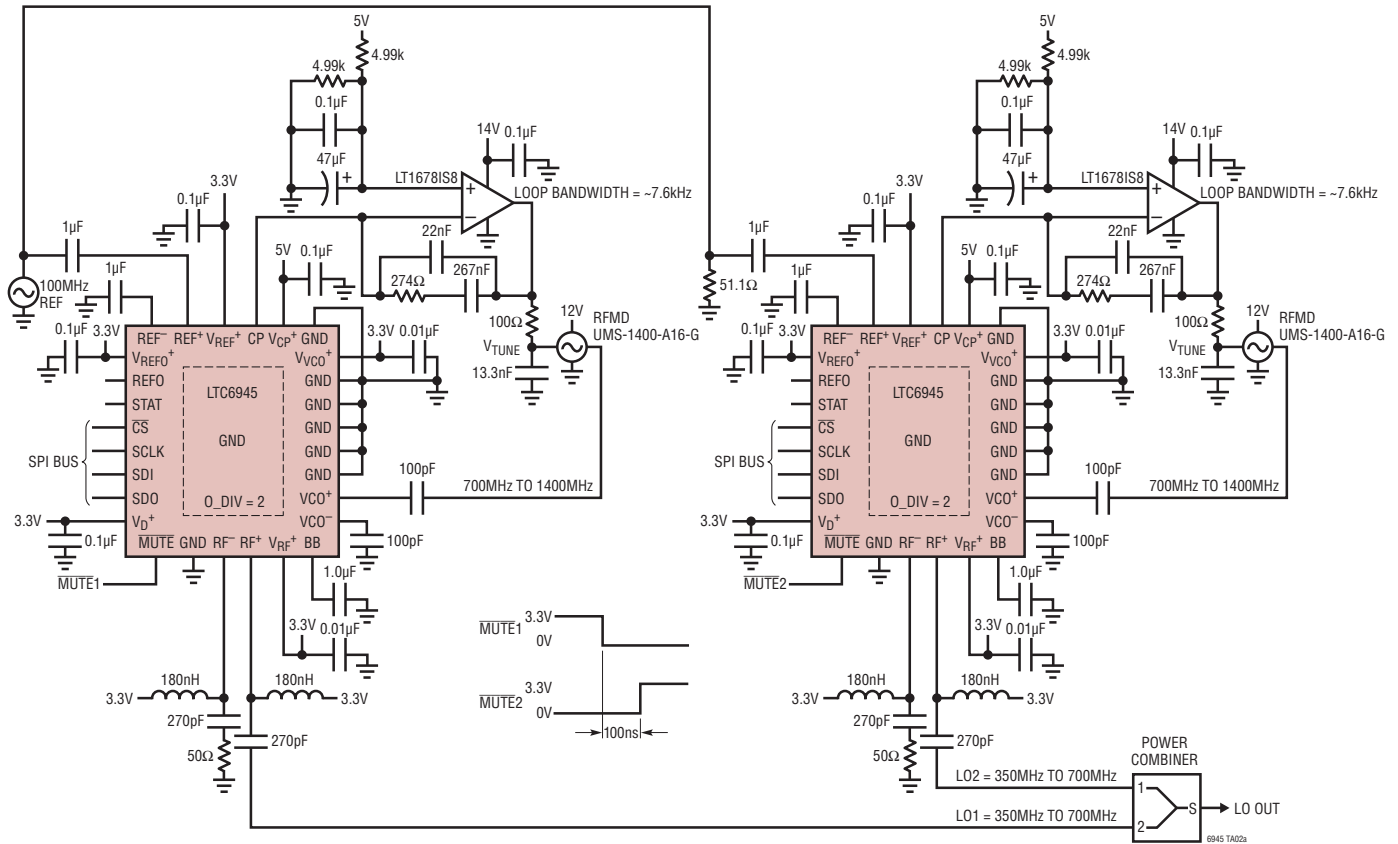 5V
4.99k
4.99k
0.1µF
47µF
+
14V
0.1µF
LT1678IS8
+
–
LOOP BANDWIDTH = ~7.6kHz
3.3V
0.1µF
1µF
1µF
100MHz
REF
5V
0.1µF
22nF
274Ω
267nF
100Ω
12V
RFMD
UMS-1400-A16-G
VTUNE
13.3nF
0.1µF
3.3V
3.3V
0.01µF
REF–
REF+
VREF+
CP
VCP+
GND
VREFO+
REFO
STAT
CS
SCLK
SDI
SDO
VD+
SPI BUS
LTC6945
GND
O_DIV = 2
VVCO+
GND
GND
GND
GND
GND
VCO+
VCO–
100pF
700MHz TO 1400MHz
100pF
3.3V
0.1µF
MUTE
GND
RF–
RF+
VRF+
BB
MUTE1
1.0µF
3.3V
0.01µF
3.3V
180nH
180nH
3.3V
270pF
50Ω
270pF
MUTE1
3.3V
0V
MUTE2
3.3V
0V
100ns
5V
4.99k
4.99k
0.1µF
47µF
+
14V
0.1µF
LT1678IS8
+
–
LOOP BANDWIDTH = ~7.6kHz
3.3V
0.1µF
1µF
51.1Ω
1µF
5V
0.1µF
22nF
274Ω
267nF
100Ω
12V
RFMD
UMS-1400-A16-G
VTUNE
13.3nF
0.1µF
3.3V
3.3V
0.01µF
REF–
REF+
VREF+
CP
VCP+
GND
VREFO+
REFO
STAT
CS
SCLK
SDI
SDO
VD+
SPI BUS
LTC6945
GND
O_DIV = 2
VVCO+
GND
GND
GND
GND
GND
VCO+
VCO–
100pF
700MHz TO 1400MHz
100pF
3.3V
0.1µF
MUTE
GND
RF–
RF+
VRF+
BB
MUTE2
1.0µF
3.3V
0.01µF
3.3V
180nH
180nH
3.3V
270pF
50Ω
270pF
POWER
COMBINER
LO2 = 350MHz TO 700MHz
1
LO1 = 350MHz TO 700MHz
2
S
LO OUT
6945 TA02a